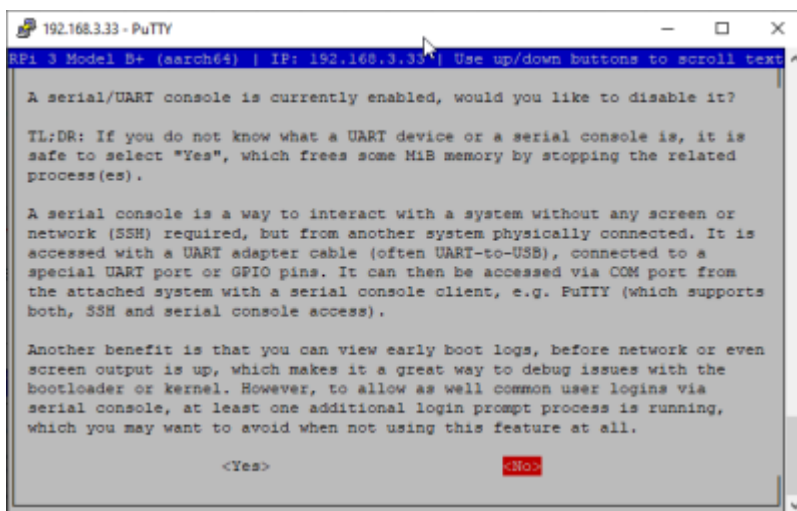 192.168.3.33 - PuTTY
RPi 3 Model B+ (aarch64) | IP: 192.168.3.33 | Use up/down buttons to scroll text
A serial/UART console is currently enabled, would you like to disable it?
TL;DR: If you do not know what a UART device or a serial console is, it is
safe to select "Yes", which frees some MiB memory by stopping the related
process(es).
A serial console is a way to interact with a system without any screen or
network (SSH) required, but from another system physically connected. It is
accessed with a UART adapter cable (often UART-to-USB), connected to a
special UART port or GPIO pins. It can then be accessed via COM port from
the attached system with a serial console client, e.g. PuTTY (which supports
both, SSH and serial console access).
Another benefit is that you can view early boot logs, before network or even
screen output is up, which makes it a great way to debug issues with the
bootloader or kernel. However, to allow as well common user logins via
serial console, at least one additional login prompt process is running,
which you may want to avoid when not using this feature at all.
<Yes> <No>